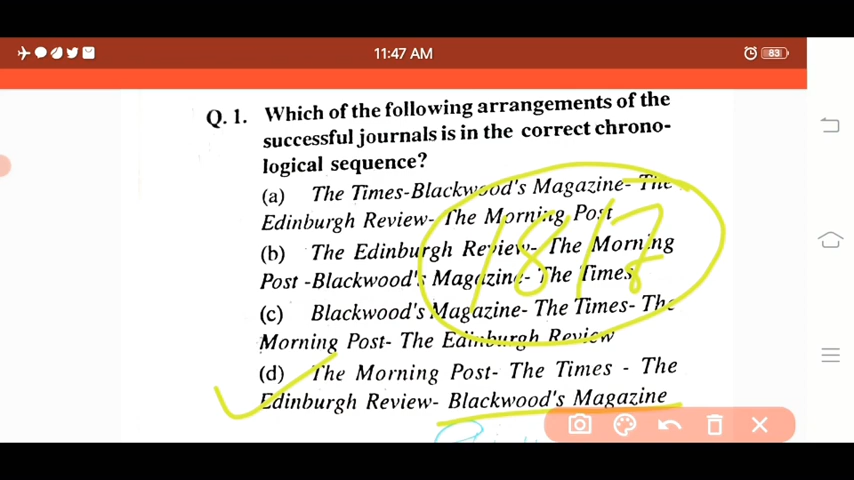 11:47 AM
83
Q. 1. Which of the following arrangements of the
successful journals is in the correct chrono-
logical sequence?
(a) The Times-Blackwood's Magazine- The
Edinburgh Review- The Morning Post
(b) The Edinburgh Review- The Morning
Post -Blackwood's Magazine- The Times
(c) Blackwood's Magazine- The Times- The
Morning Post- The Edinburgh Review
(d) The Morning Post- The Times - The
Edinburgh Review- Blackwood's Magazine
1817